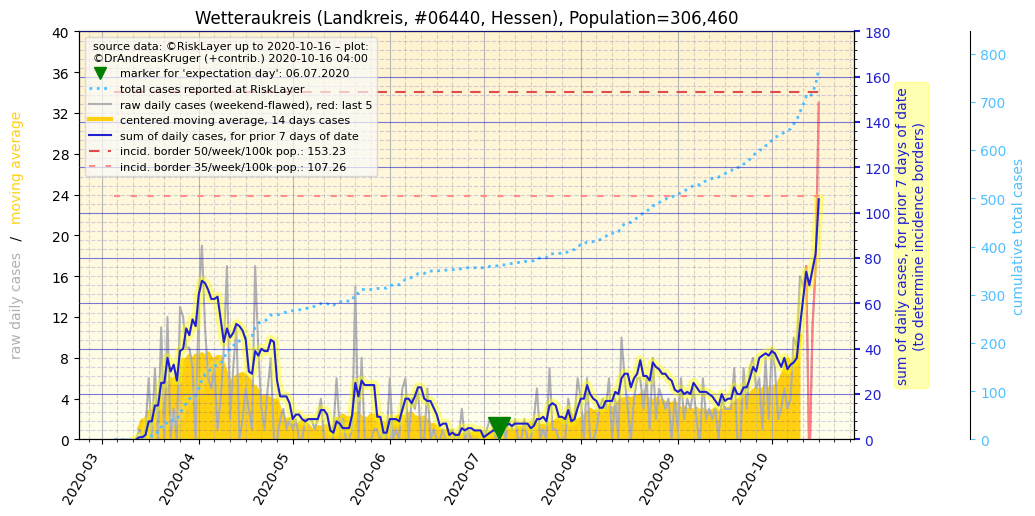 Wetteraukreis (Landkreis, #06440, Hessen), Population=306,460
source data: ©RiskLayer up to 2020-10-16 – plot:
©DrAndreasKruger (+contrib.) 2020-10-16 04:00
marker for 'expectation day': 06.07.2020
total cases reported at RiskLayer
raw daily cases (weekend-flawed), red: last 5
centered moving average, 14 days cases
sum of daily cases, for prior 7 days of date
incid. border 50/week/100k pop.: 153.23
incid. border 35/week/100k pop.: 107.26
raw daily cases / moving average
40
36
32
28
24
20
16
12
8
4
0
180
160
140
120
100
80
60
40
20
0
sum of daily cases, for prior 7 days of date
(to determine incidence borders)
800
700
600
500
400
300
200
100
0
cumulative total cases
2020-03
2020-04
2020-05
2020-06
2020-07
2020-08
2020-09
2020-10